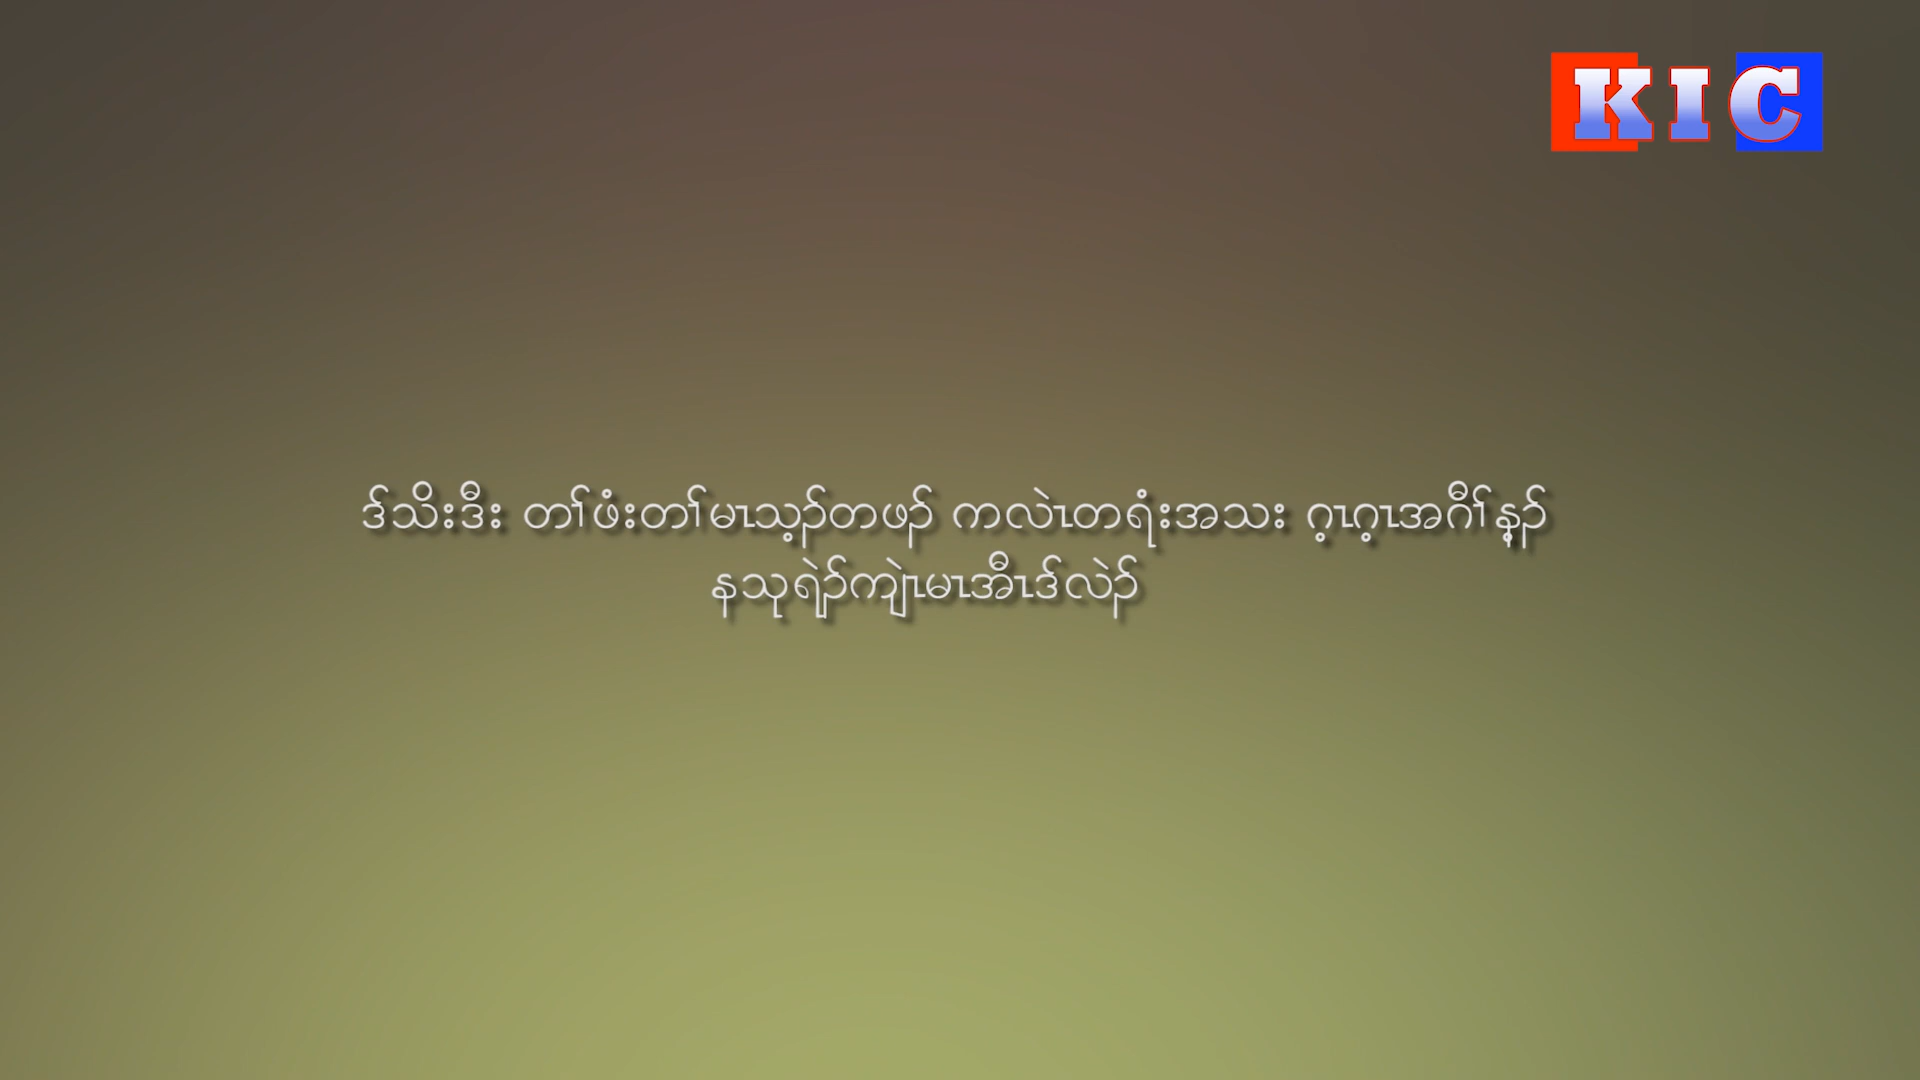 KIC
ဒ်သိးဒီး တၢ်ဖံးတၢ်မၤသ့ၣ်တဖၣ် ကလဲၤတရံးအသး ဂ့ၤဂ့ၤအဂီၢ်န့ၣ်
နသုရဲၣ်ကျဲၤမၤအီၤဒ်လဲၣ်